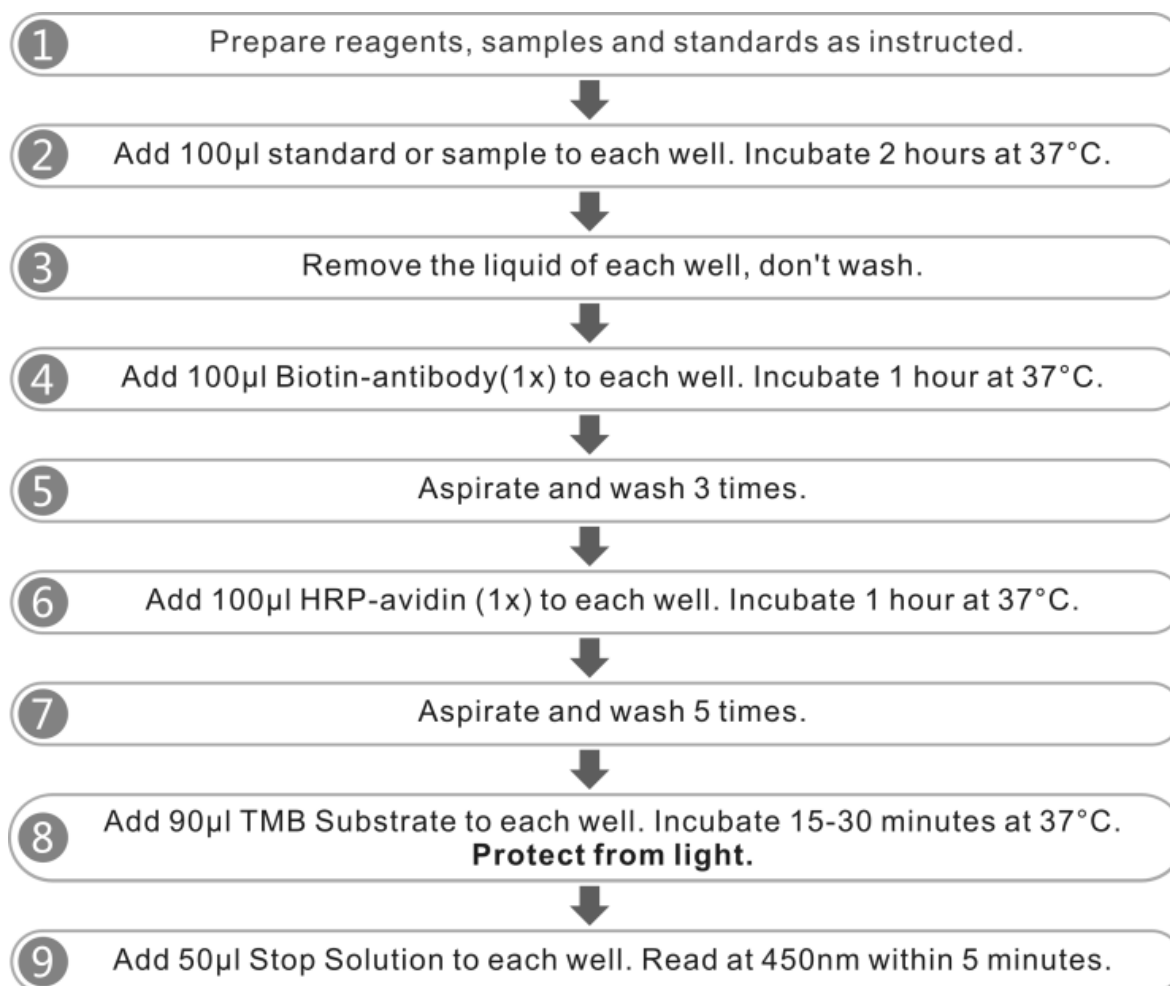 1 Prepare reagents, samples and standards as instructed.
2 Add 100µl standard or sample to each well. Incubate 2 hours at 37°C.
3 Remove the liquid of each well, don't wash.
4 Add 100µl Biotin-antibody(1x) to each well. Incubate 1 hour at 37°C.
5 Aspirate and wash 3 times.
6 Add 100µl HRP-avidin (1x) to each well. Incubate 1 hour at 37°C.
7 Aspirate and wash 5 times.
8 Add 90µl TMB Substrate to each well. Incubate 15-30 minutes at 37°C.
Protect from light.
9 Add 50µl Stop Solution to each well. Read at 450nm within 5 minutes.